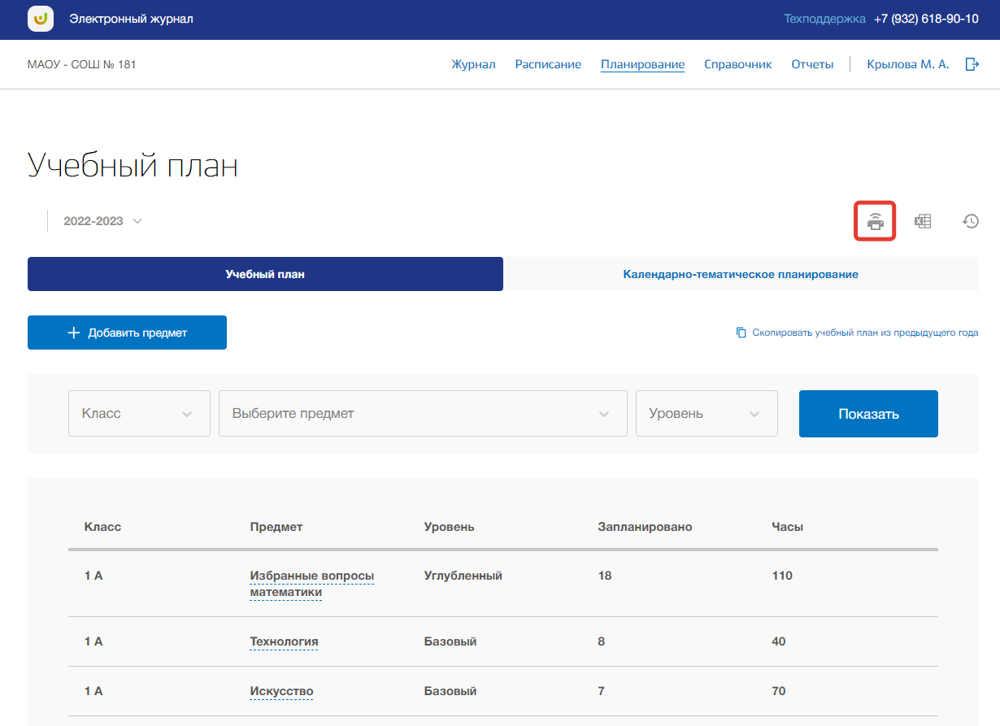 Электронный журнал
Техподдержка +7 (932) 618-90-10
МАОУ - СОШ № 181
Журнал Расписание Планирование Справочник Отчеты Крылова М. А.
Учебный план
2022-2023
Учебный план Календарно-тематическое планирование
Добавить предмет
Скопировать учебный план из предыдущего года
Класс Выберите предмет Уровень Показать
Класс Предмет Уровень Запланировано Часы
1 А Избранные вопросы Углубленный 18 110
математики
1 А Технология Базовый 8 40
1 А Искусство Базовый 7 70